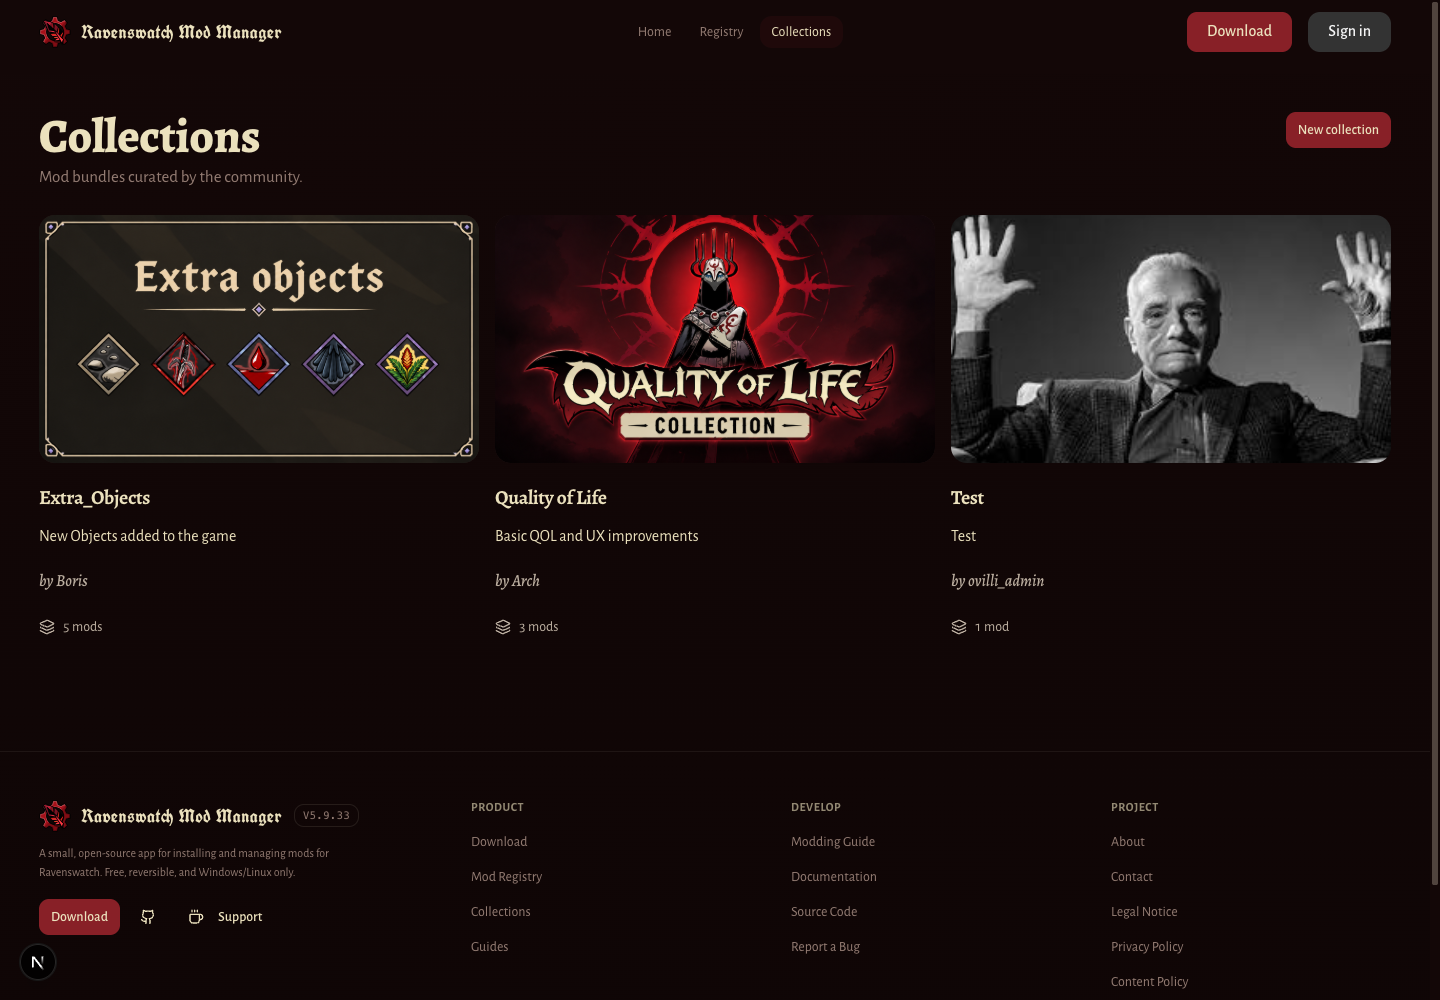 Ravenswatch Mod Manager
Home
Registry
Collections
Download
Sign in
Collections
New collection
Mod bundles curated by the community.
Extra objects
QUALITY OF LIFE
COLLECTION
Extra_Objects
New Objects added to the game
by Boris
5 mods
Quality of Life
Basic QOL and UX improvements
by Arch
3 mods
Test
Test
by ovilli_admin
1 mod
Ravenswatch Mod Manager
V5.9.33
A small, open-source app for installing and managing mods for
Ravenswatch. Free, reversible, and Windows/Linux only.
Download
Support
N
PRODUCT
Download
Mod Registry
Collections
Guides
DEVELOP
Modding Guide
Documentation
Source Code
Report a Bug
PROJECT
About
Contact
Legal Notice
Privacy Policy
Content Policy